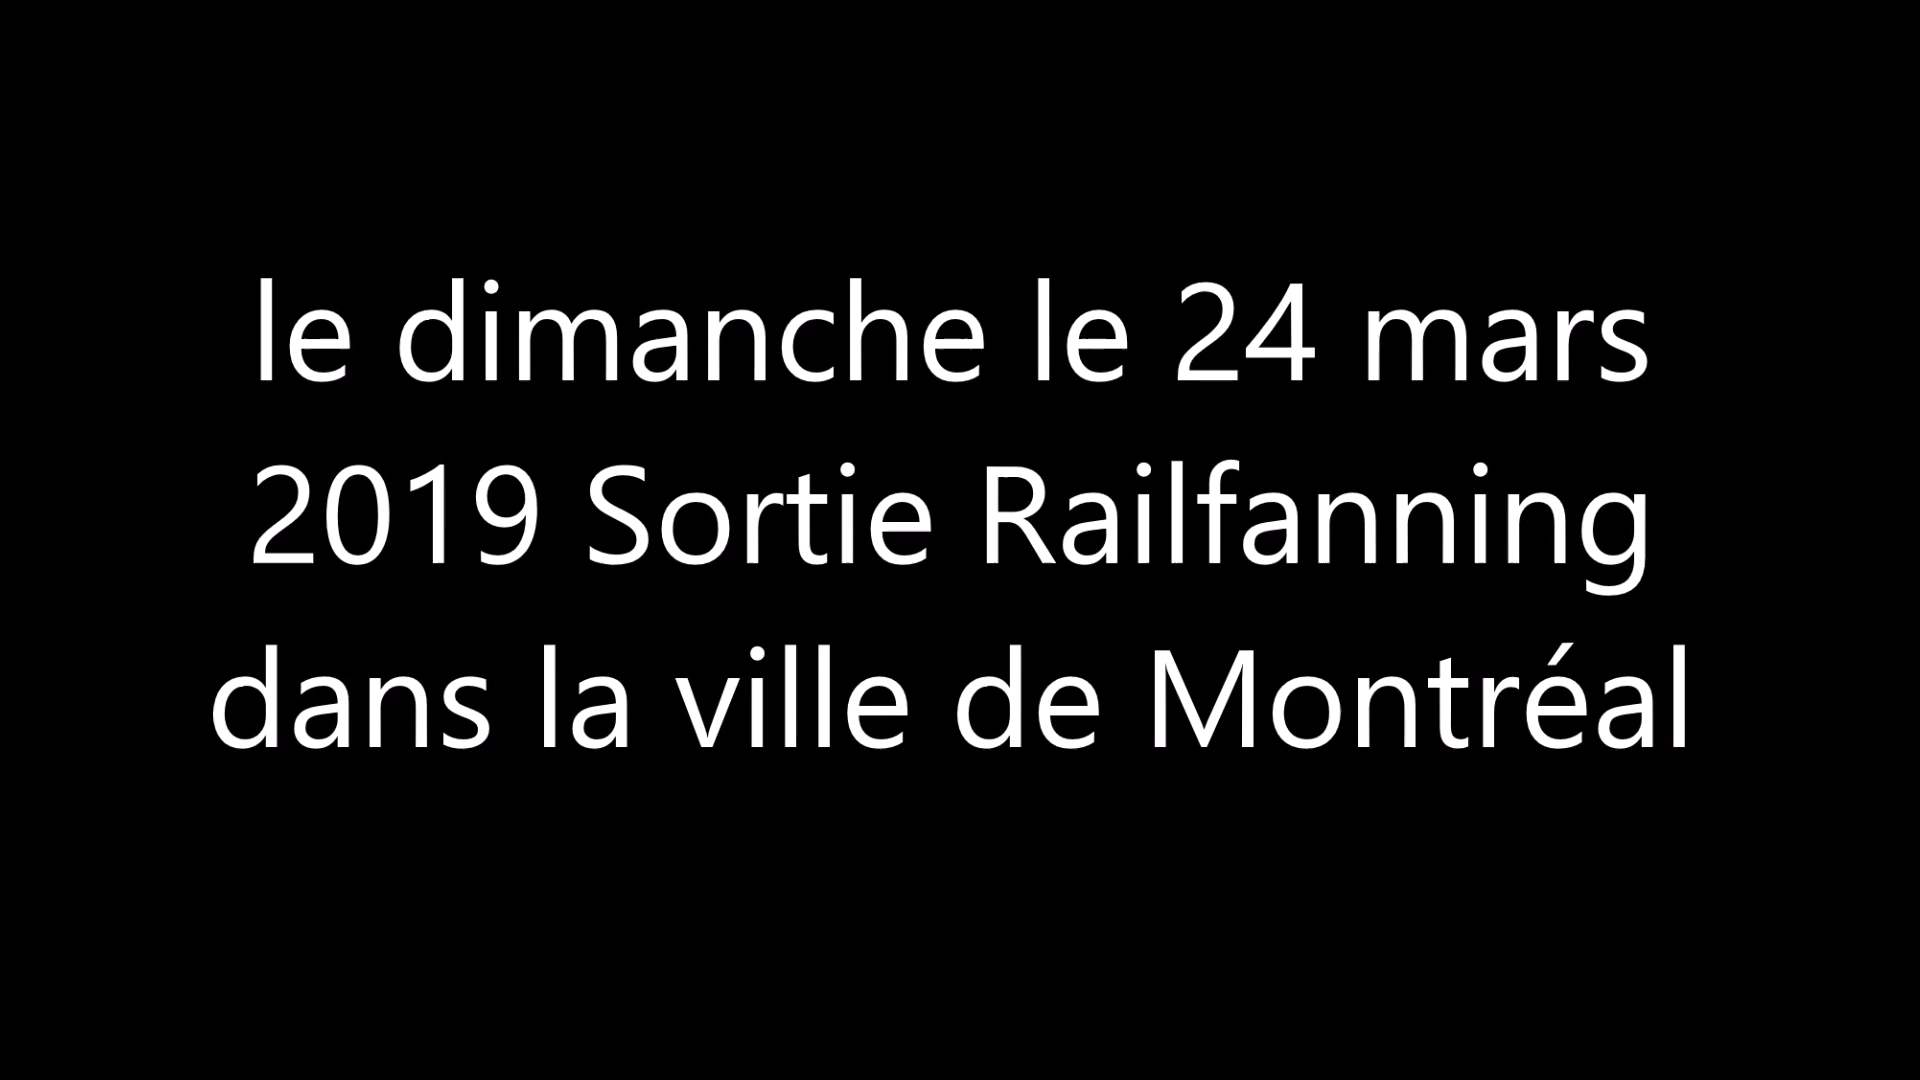 le dimanche le 24 mars
2019 Sortie Railfanning
dans la ville de Montréal